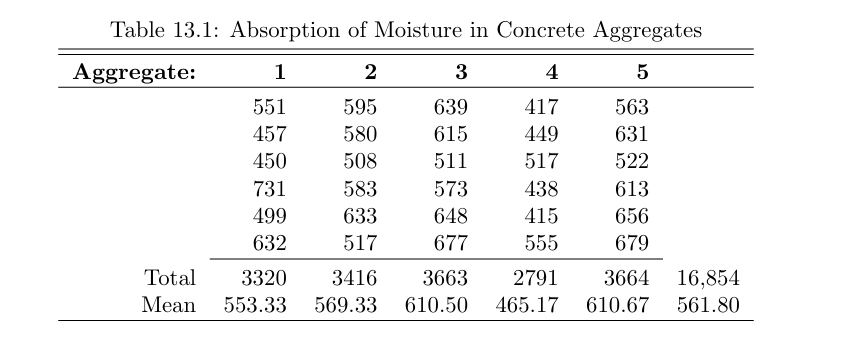 Table 13.1: Absorption of Moisture in Concrete Aggregates
Aggregate: 1 2 3 4 5
551 595 639 417 563
457 580 615 449 631
450 508 511 517 522
731 583 573 438 613
499 633 648 415 656
632 517 677 555 679
Total 3320 3416 3663 2791 3664 16,854
Mean 553.33 569.33 610.50 465.17 610.67 561.80